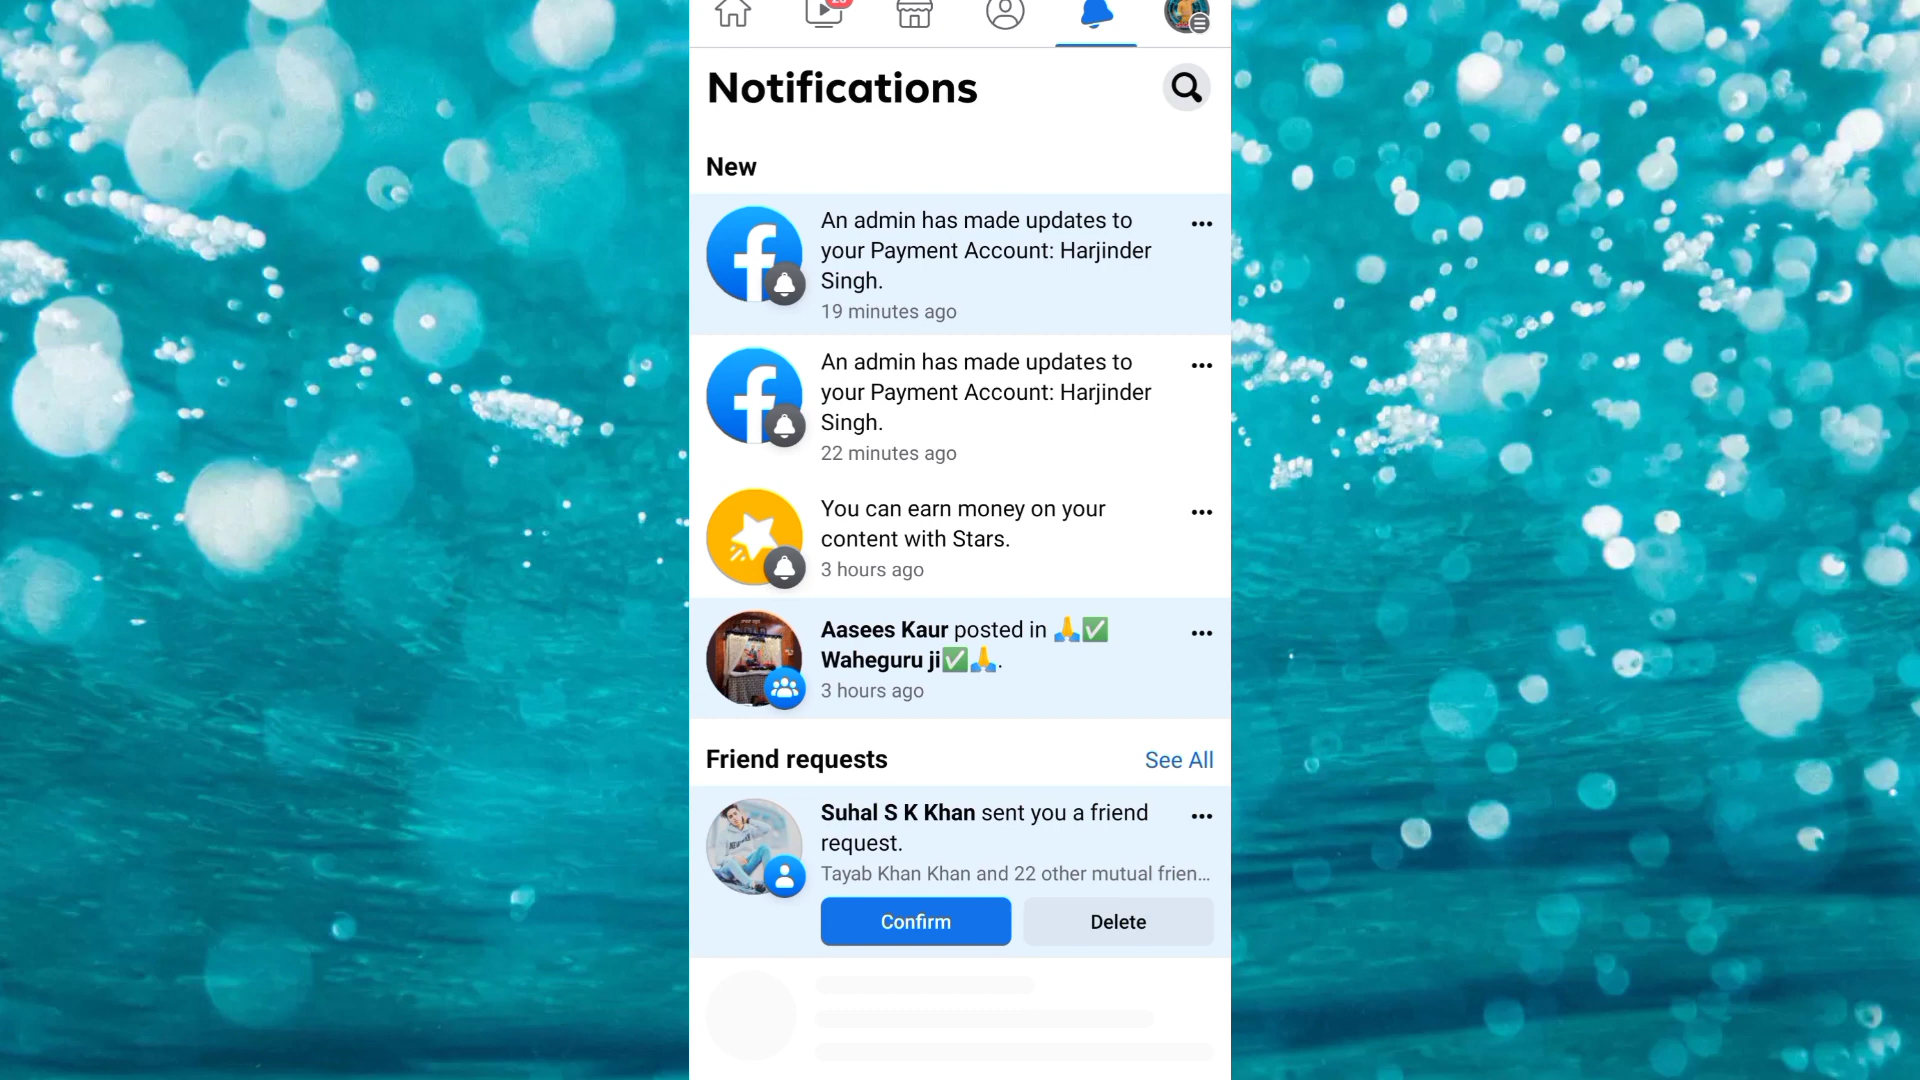 Notifications
New
An admin has made updates to
your Payment Account: Harjinder
Singh.
19 minutes ago
An admin has made updates to
your Payment Account: Harjinder
Singh.
22 minutes ago
You can earn money on your
content with Stars.
3 hours ago
Aasees Kaur posted in 🙏✅
Waheguru ji✅🙏.
3 hours ago
Friend requests
See All
Suhal S K Khan sent you a friend
request.
Tayab Khan Khan and 22 other mutual frien...
Confirm
Delete